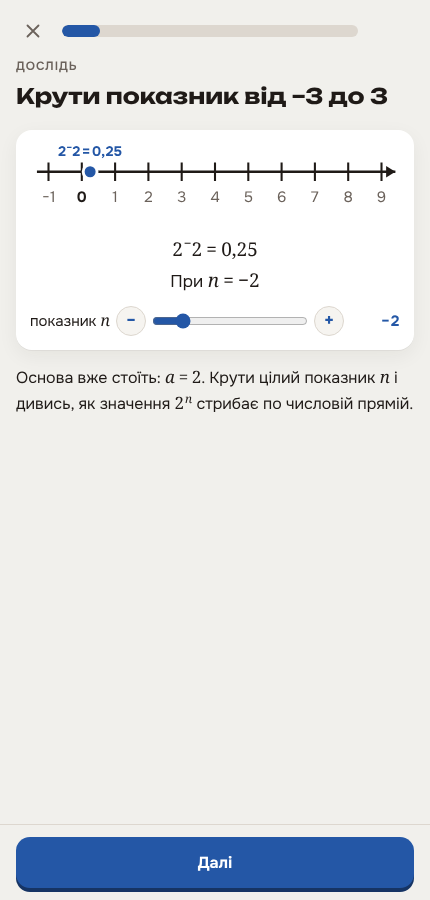 ДОСЛІДЬ
Крути показник від −3 до 3
2⁻2 = 0,25
−1 0 1 2 3 4 5 6 7 8 9
2⁻2 = 0,25
При n = −2
показник n − + −2
Основа вже стоїть: a = 2. Крути цілий показник n і
дивись, як значення 2ⁿ стрибає по числовій прямій.
Далі